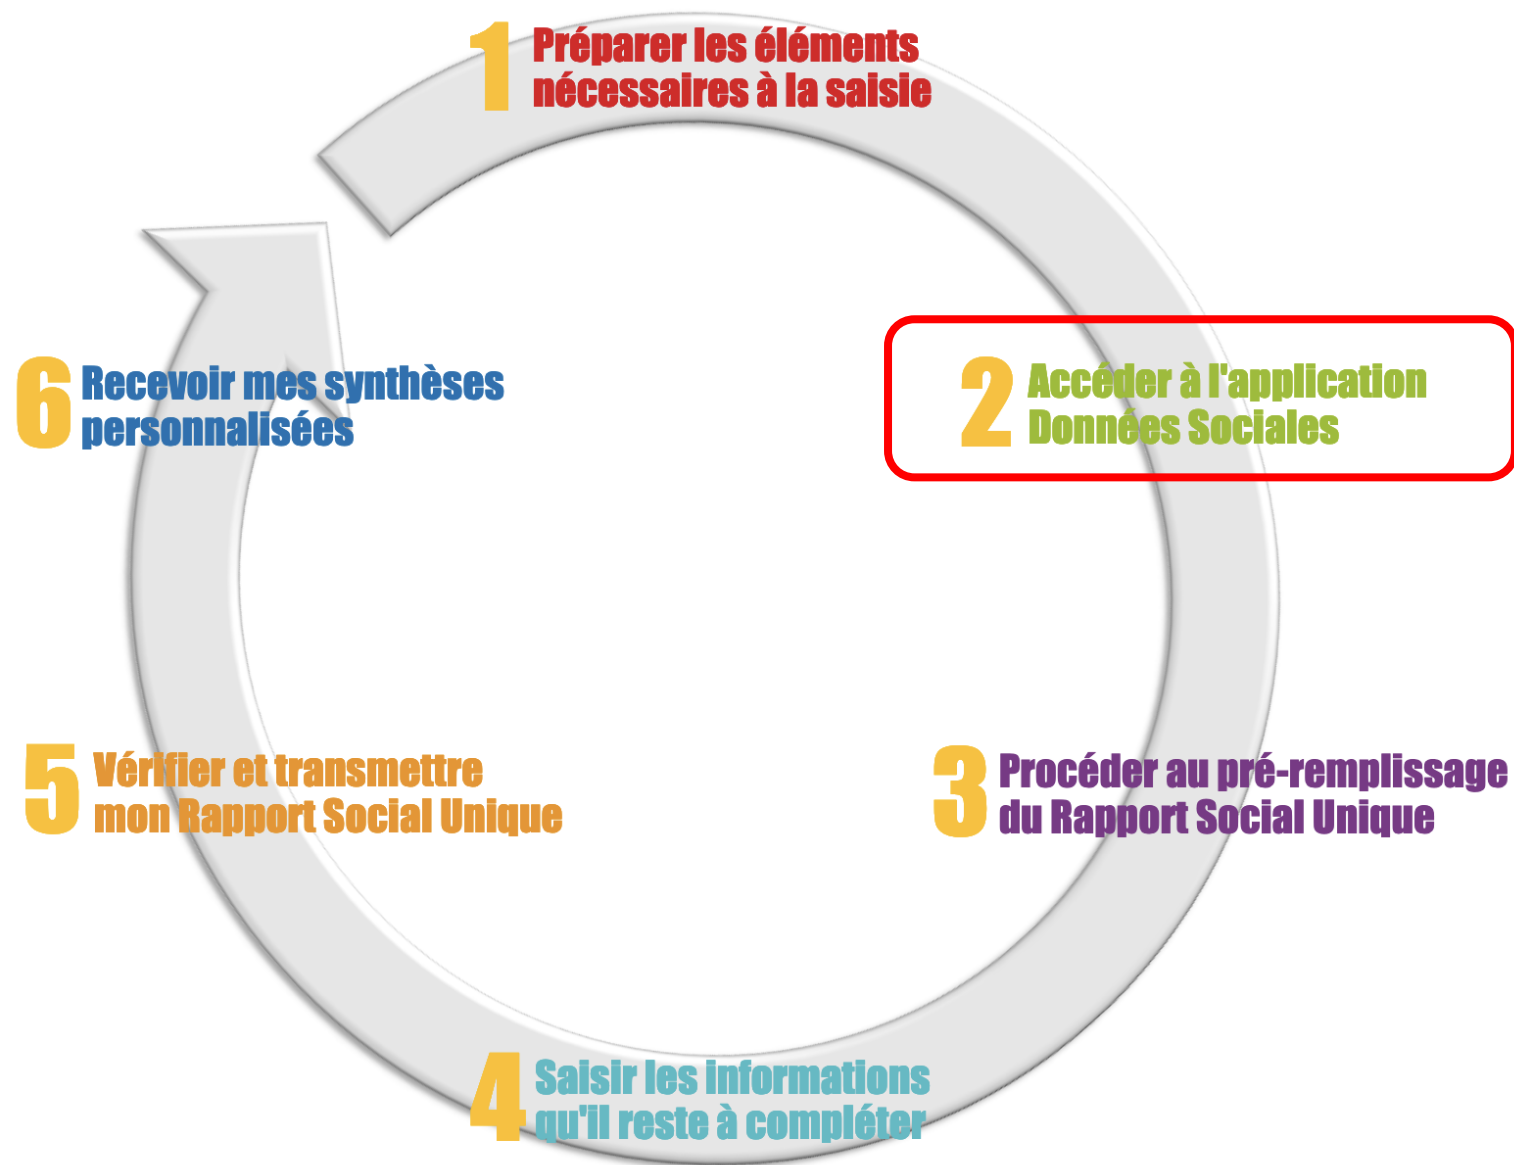 1 Préparer les éléments
nécessaires à la saisie
2 Accéder à l'application
Données Sociales
3 Procéder au pré-remplissage
du Rapport Social Unique
4 Saisir les informations
qu'il reste à compléter
5 Vérifier et transmettre
mon Rapport Social Unique
6 Recevoir mes synthèses
personnalisées